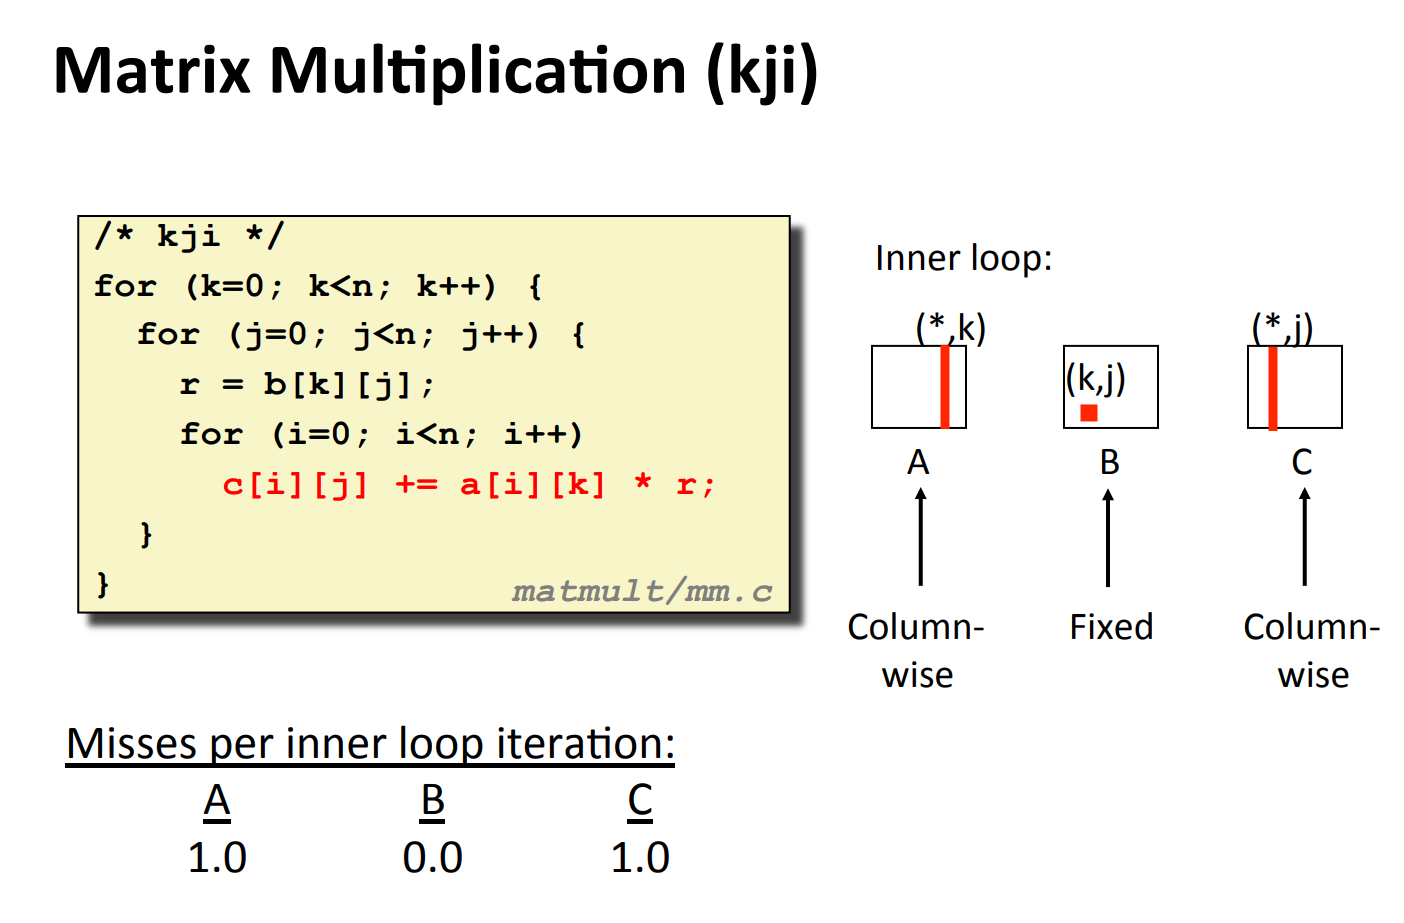 Matrix Multiplication (kji)
/* kji */
for (k=0; k<n; k++) {
for (j=0; j<n; j++) {
r = b[k][j];
for (i=0; i<n; i++)
c[i][j] += a[i][k] * r;
}
}
matmult/mm.c
Inner loop:
(*,k)
(k,j)
(*,j)
A B C
Column-wise
Fixed
Column-wise
Misses per inner loop iteration:
A B C
1.0 0.0 1.0